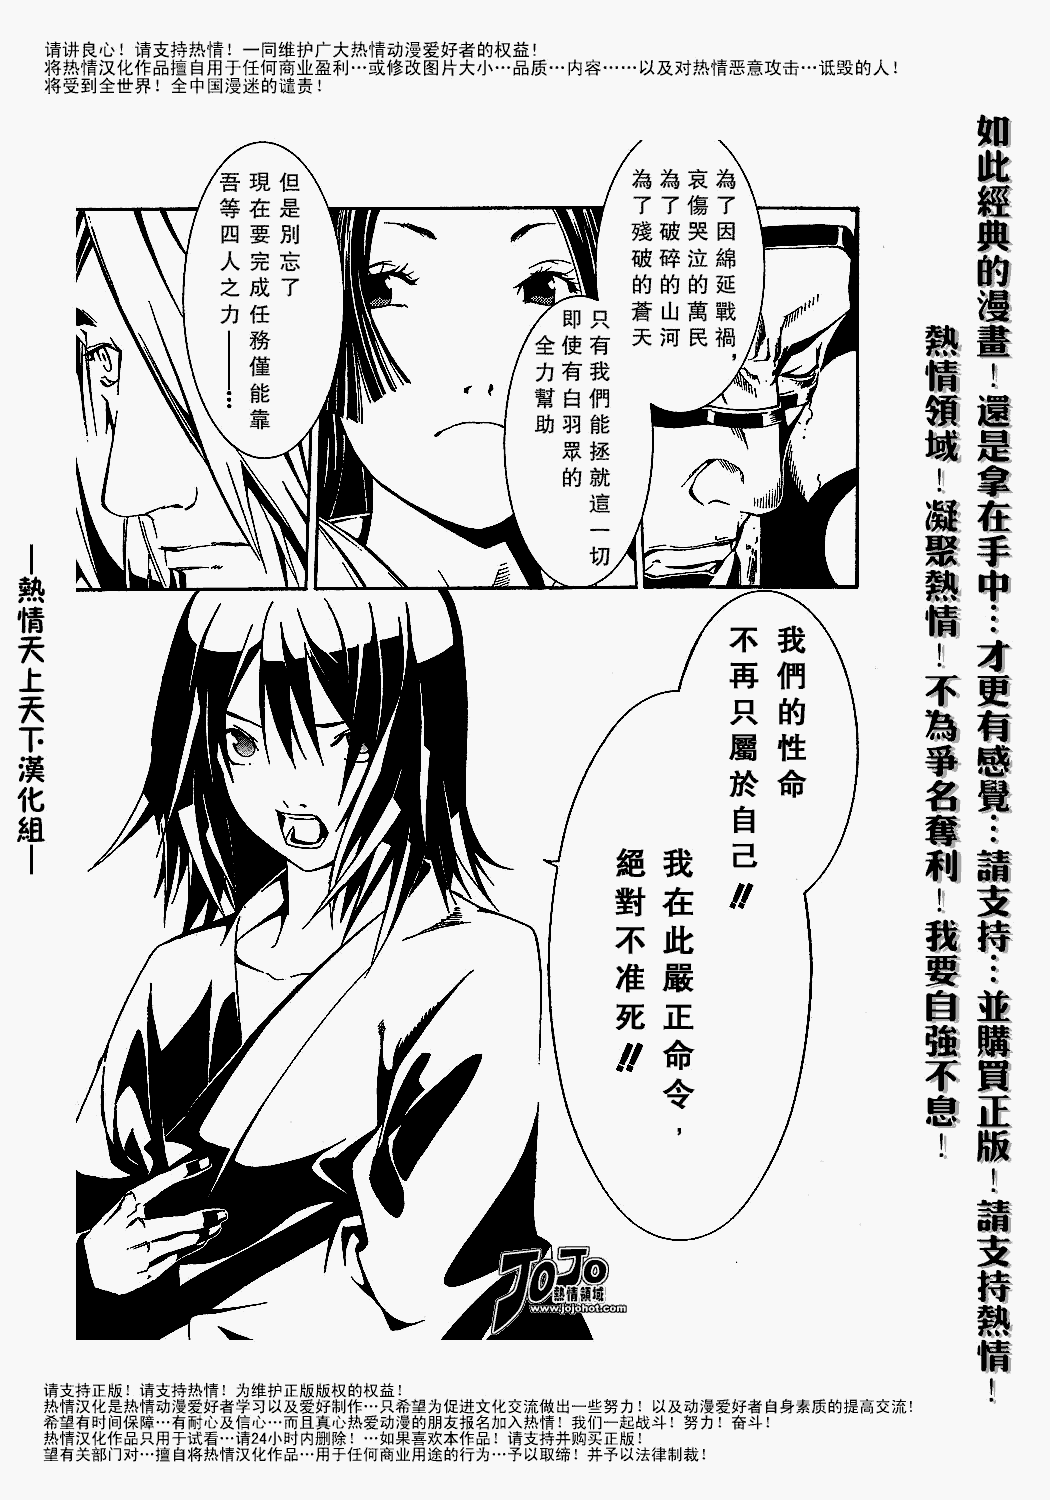 请讲良心！请支持热情！一同维护广大热情动漫爱好者的权益！
将热情汉化作品擅自用于任何商业盈利…或修改图片大小…品质…内容……以及对热情恶意攻击…诋毁的人！
将受到全世界！全中国漫迷的谴责！
如此經典的漫畫！還是拿在手中…才更有感覺…請支持…並購買正版！請支持熱情！
熱情領域！凝聚熱情！不為爭名奪利！我要自強不息！
為了因綿延戰禍，
哀傷哭泣的萬民
為了破碎的山河
為了殘破的蒼天
只有我們能拯就這一切
即使有白羽眾的
全力幫助
但是別忘了
現在要完成任務僅能靠
吾等四人之力——…
我們的性命
不再只屬於自己!!
我在此嚴正命令，
絕對不准死!!
—熱情天上天下漢化組—
JoJo
熱情領域
www.jojohot.com
请支持正版！请支持热情！为维护正版版权的权益！
热情汉化是热情动漫爱好者学习以及爱好制作…只希望为促进文化交流做出一些努力！以及动漫爱好者自身素质的提高交流！
希望有时间保障…有耐心及信心…而且真心热爱动漫的朋友报名加入热情！我们一起战斗！努力！奋斗！
热情汉化作品只用于试看…请24小时内删除！…如果喜欢本作品！请支持并购买正版！
望有关部门对…擅自将热情汉化作品…用于任何商业用途的行为…予以取缔！并予以法律制裁！